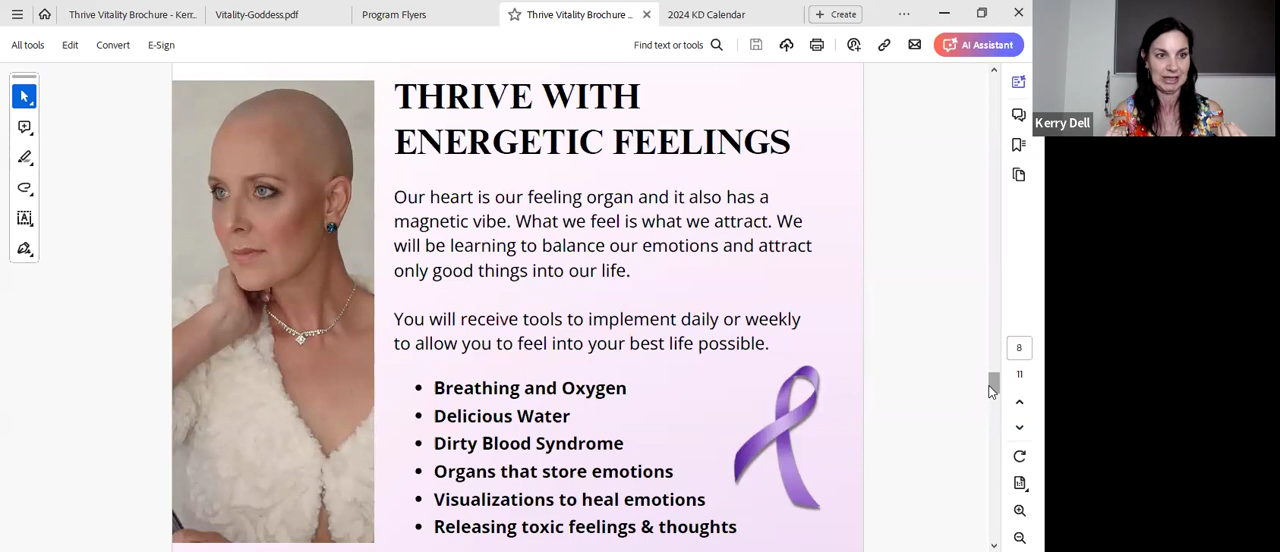 Thrive Vitality Brochure - Kerr...
Vitality-Goddess.pdf
Program Flyers
Thrive Vitality Brochure ...
2024 KD Calendar
Create
All tools
Edit
Convert
E-Sign
Find text or tools
AI Assistant
Kerry Dell
THRIVE WITH
ENERGETIC FEELINGS
Our heart is our feeling organ and it also has a
magnetic vibe. What we feel is what we attract. We
will be learning to balance our emotions and attract
only good things into our life.
You will receive tools to implement daily or weekly
to allow you to feel into your best life possible.
• Breathing and Oxygen
• Delicious Water
• Dirty Blood Syndrome
• Organs that store emotions
• Visualizations to heal emotions
• Releasing toxic feelings & thoughts
8
11